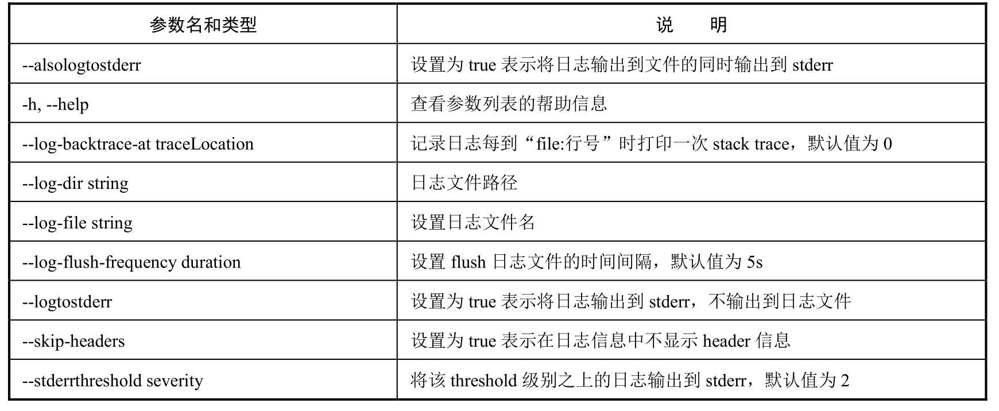 参数名和类型
说 明
--alsologtostderr
设置为 true 表示将日志输出到文件的同时输出到 stderr
-h, --help
查看参数列表的帮助信息
--log-backtrace-at traceLocation
记录日志每到“file:行号”时打印一次 stack trace，默认值为 0
--log-dir string
日志文件路径
--log-file string
设置日志文件名
--log-flush-frequency duration
设置 flush 日志文件的时间间隔，默认值为 5s
--logtostderr
设置为 true 表示将日志输出到 stderr，不输出到日志文件
--skip-headers
设置为 true 表示在日志信息中不显示 header 信息
--stderrthreshold severity
将该 threshold 级别之上的日志输出到 stderr，默认值为 2